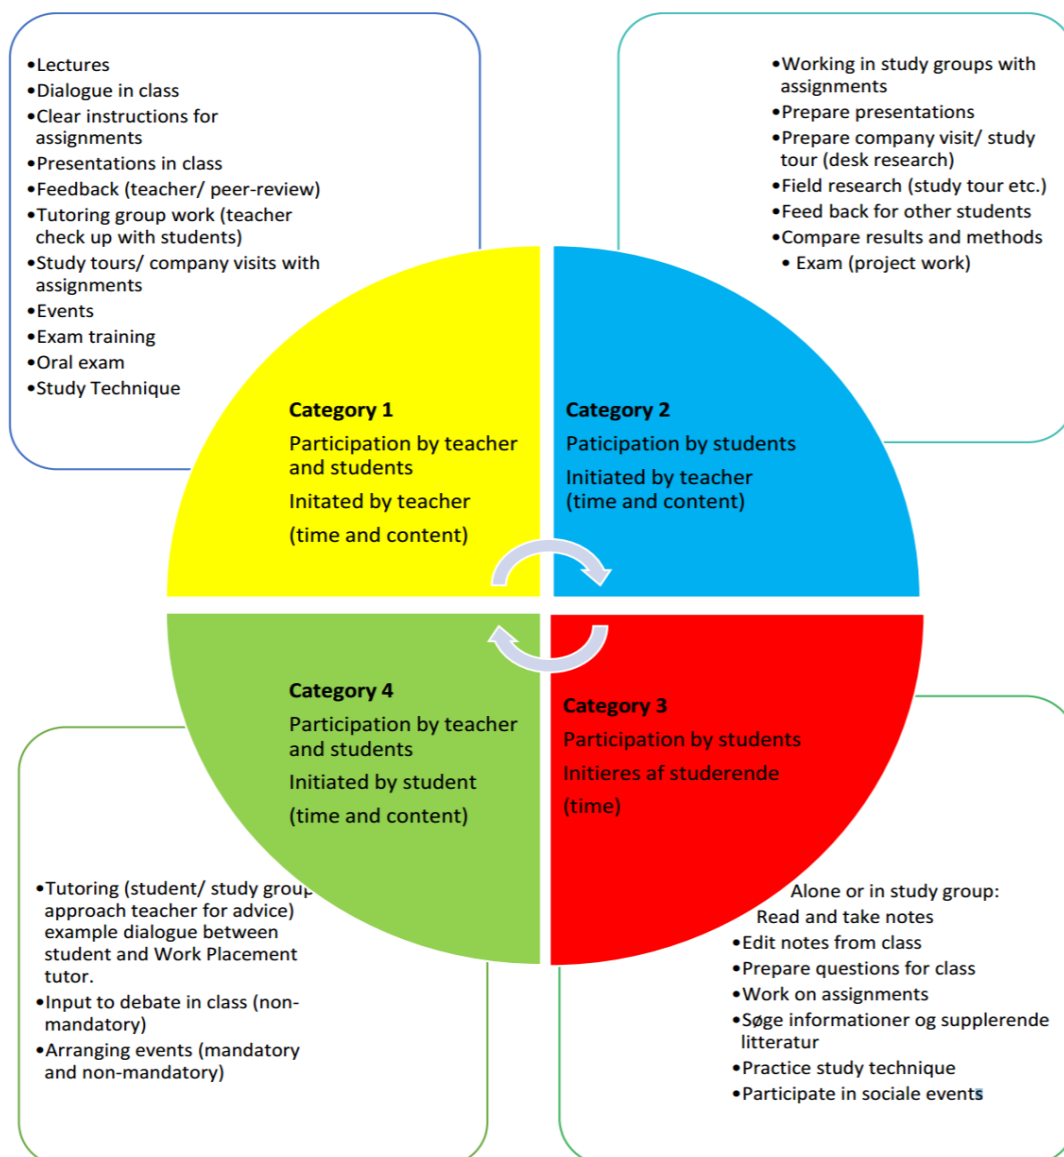 •Lectures
•Dialogue in class
•Clear instructions for
assignments
•Presentations in class
•Feedback (teacher/ peer-review)
•Tutoring group work (teacher
check up with students)
•Study tours/ company visits with
assignments
•Events
•Exam training
•Oral exam
•Study Technique
•Working in study groups with
assignments
•Prepare presentations
•Prepare company visit/ study
tour (desk research)
•Field research (study tour etc.)
•Feed back for other students
•Compare results and methods
• Exam (project work)
Category 1
Participation by teacher
and students
Initated by teacher
(time and content)
Category 2
Paticipation by students
Initiated by teacher
(time and content)
Category 4
Participation by teacher
and students
Initiated by student
(time and content)
Category 3
Participation by students
Initieres af studerende
(time)
•Tutoring (student/ study group
approach teacher for advice)
example dialogue between
student and Work Placement
tutor.
•Input to debate in class (non-
mandatory)
•Arranging events (mandatory
and non-mandatory)
Alone or in study group:
Read and take notes
•Edit notes from class
•Prepare questions for class
•Work on assignments
•Søge informationer og supplerende
litteratur
•Practice study technique
•Participate in sociale events